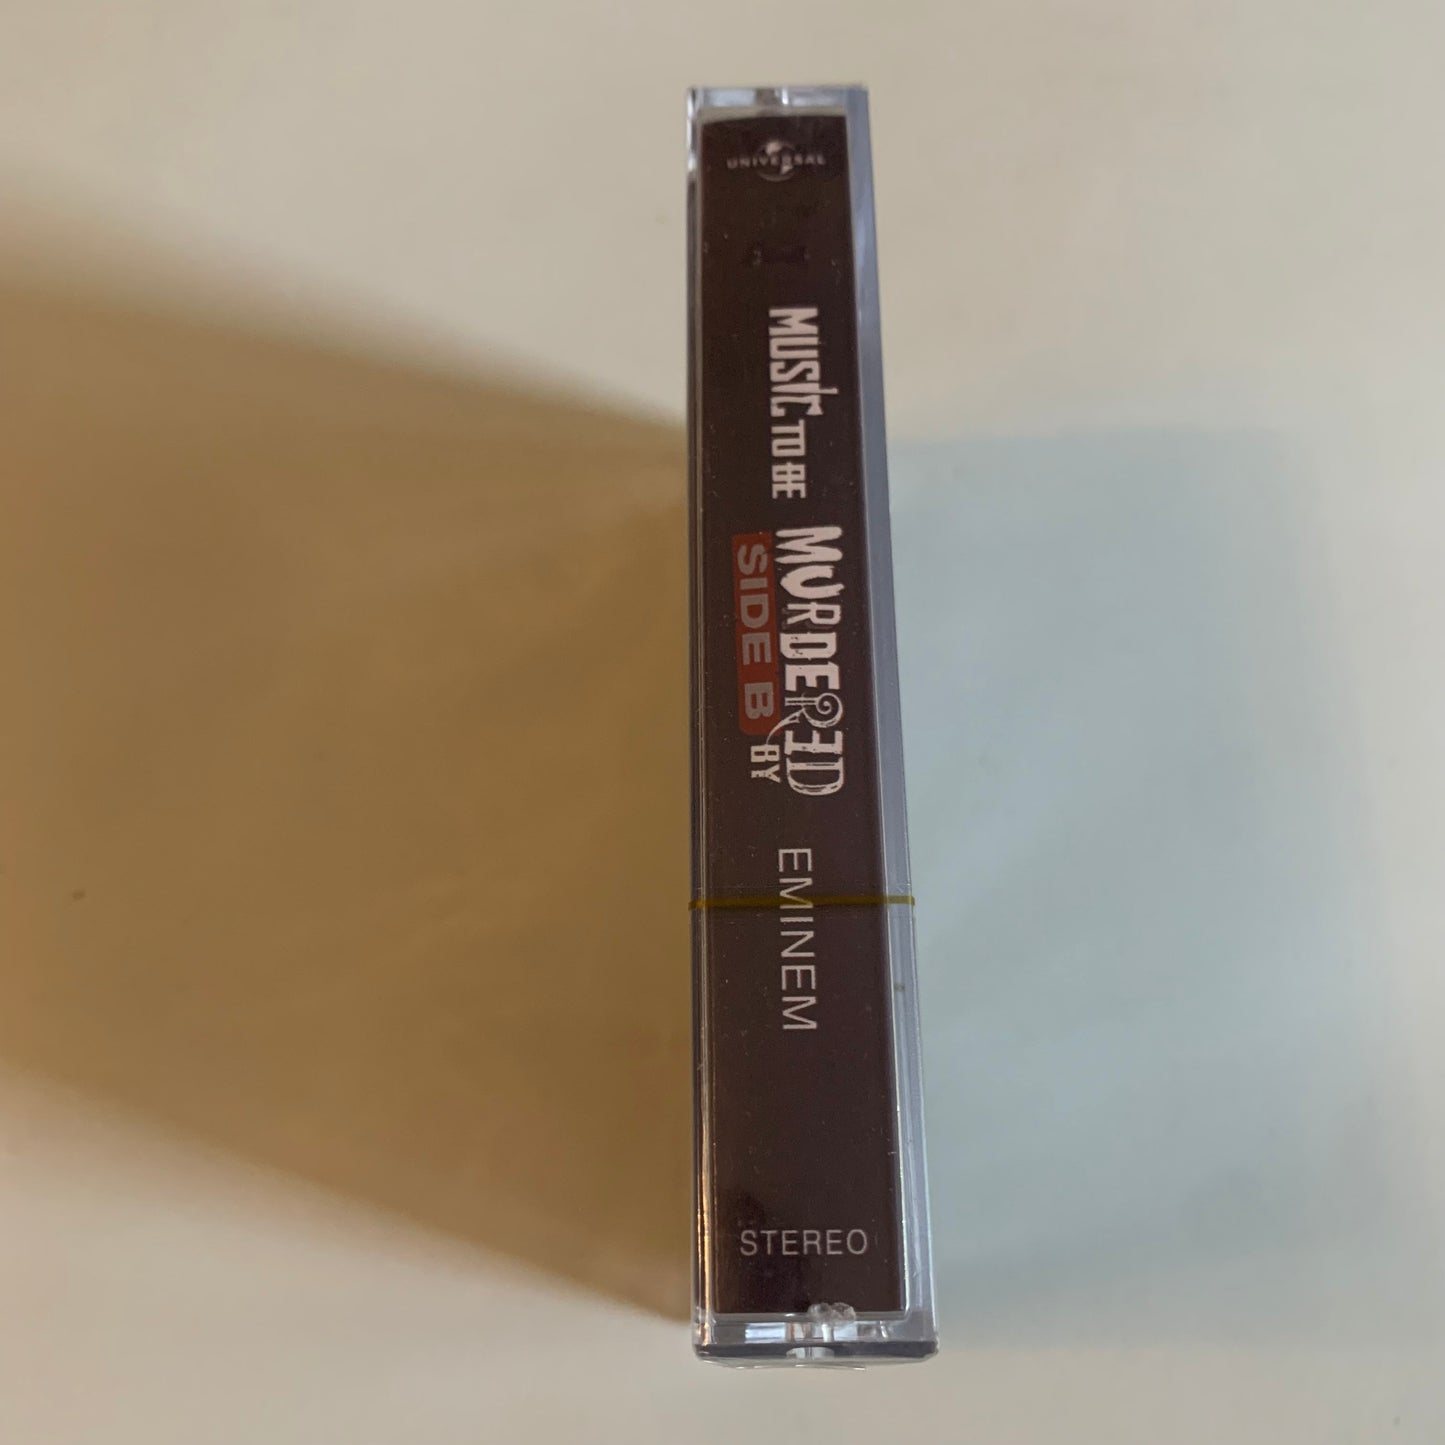 UNIVERSAL
MUSIC TO BE
MURDERED
SIDE B
BY
EMINEM
STEREO